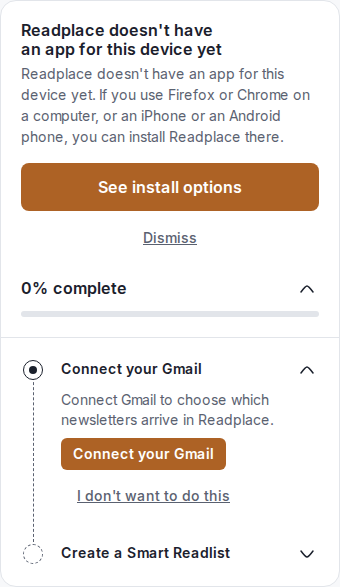 Readplace doesn't have
an app for this device yet
Readplace doesn't have an app for this
device yet. If you use Firefox or Chrome on
a computer, or an iPhone or an Android
phone, you can install Readplace there.
See install options
Dismiss
0% complete
Connect your Gmail
Connect Gmail to choose which
newsletters arrive in Readplace.
Connect your Gmail
I don't want to do this
Create a Smart Readlist